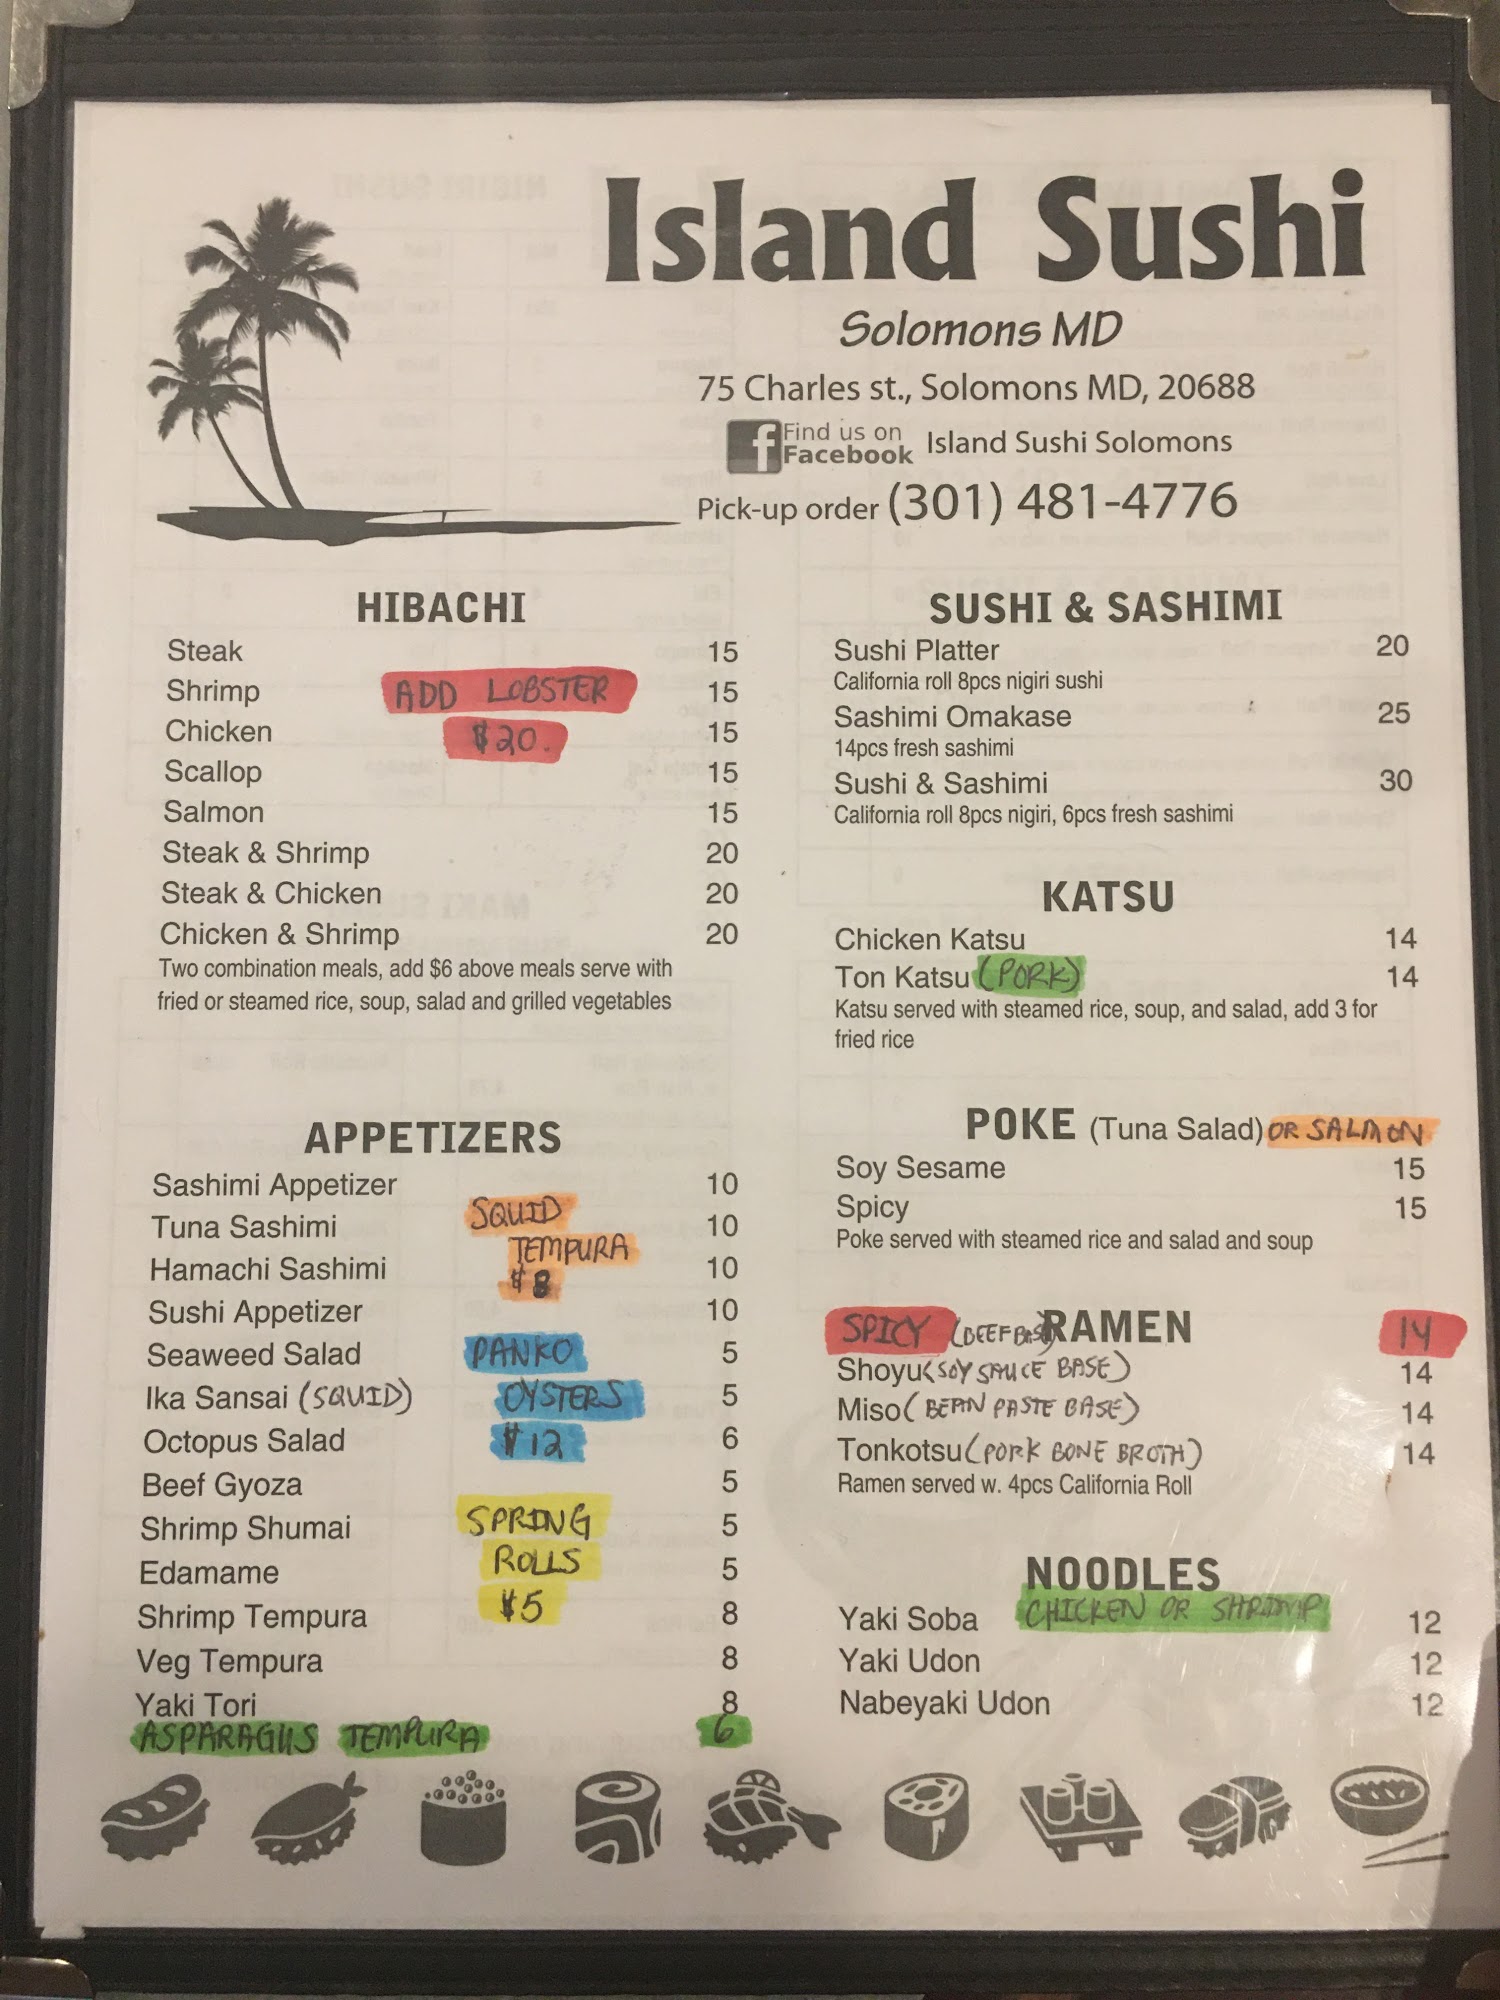 Island Sushi
Solomons MD
75 Charles st., Solomons MD, 20688
f Find us on Facebook Island Sushi Solomons
Pick-up order (301) 481-4776
HIBACHI
Steak 15
Shrimp 15
Chicken 15
Scallop 15
Salmon 15
ADD LOBSTER
$20.
Steak & Shrimp 20
Steak & Chicken 20
Chicken & Shrimp 20
Two combination meals, add $6 above meals serve with
fried or steamed rice, soup, salad and grilled vegetables
APPETIZERS
Sashimi Appetizer 10
Tuna Sashimi 10
Hamachi Sashimi 10
Sushi Appetizer 10
Seaweed Salad 5
Ika Sansai (SQUID) 5
Octopus Salad 6
Beef Gyoza 5
Shrimp Shumai 5
Edamame 5
Shrimp Tempura 8
Veg Tempura 8
Yaki Tori 8
ASPARAGUS TEMPURA 6
SQUID
TEMPURA
$8
PANKO
OYSTERS
$12
SPRING
ROLLS
$5
SUSHI & SASHIMI
Sushi Platter 20
California roll 8pcs nigiri sushi
Sashimi Omakase 25
14pcs fresh sashimi
Sushi & Sashimi 30
California roll 8pcs nigiri, 6pcs fresh sashimi
KATSU
Chicken Katsu 14
Ton Katsu (PORK) 14
Katsu served with steamed rice, soup, and salad, add 3 for
fried rice
POKE (Tuna Salad) OR SALMON
Soy Sesame 15
Spicy 15
Poke served with steamed rice and salad and soup
RAMEN
SPICY (BEEF BASE) 14
Shoyu (SOY SAUCE BASE) 14
Miso (BEAN PASTE BASE) 14
Tonkotsu (PORK BONE BROTH) 14
Ramen served w. 4pcs California Roll
NOODLES
CHICKEN OR SHRIMP
Yaki Soba 12
Yaki Udon 12
Nabeyaki Udon 12